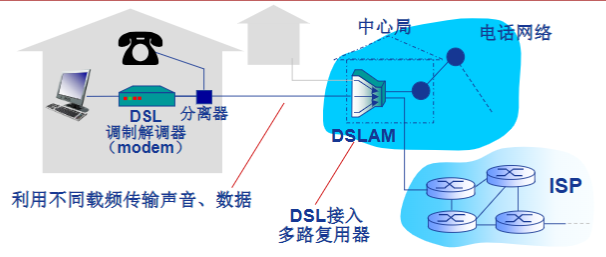 中心局
电话网络
DSL
调制解调器
（modem）
分离器
DSLAM
利用不同载频传输声音、数据
DSL接入
多路复用器
ISP